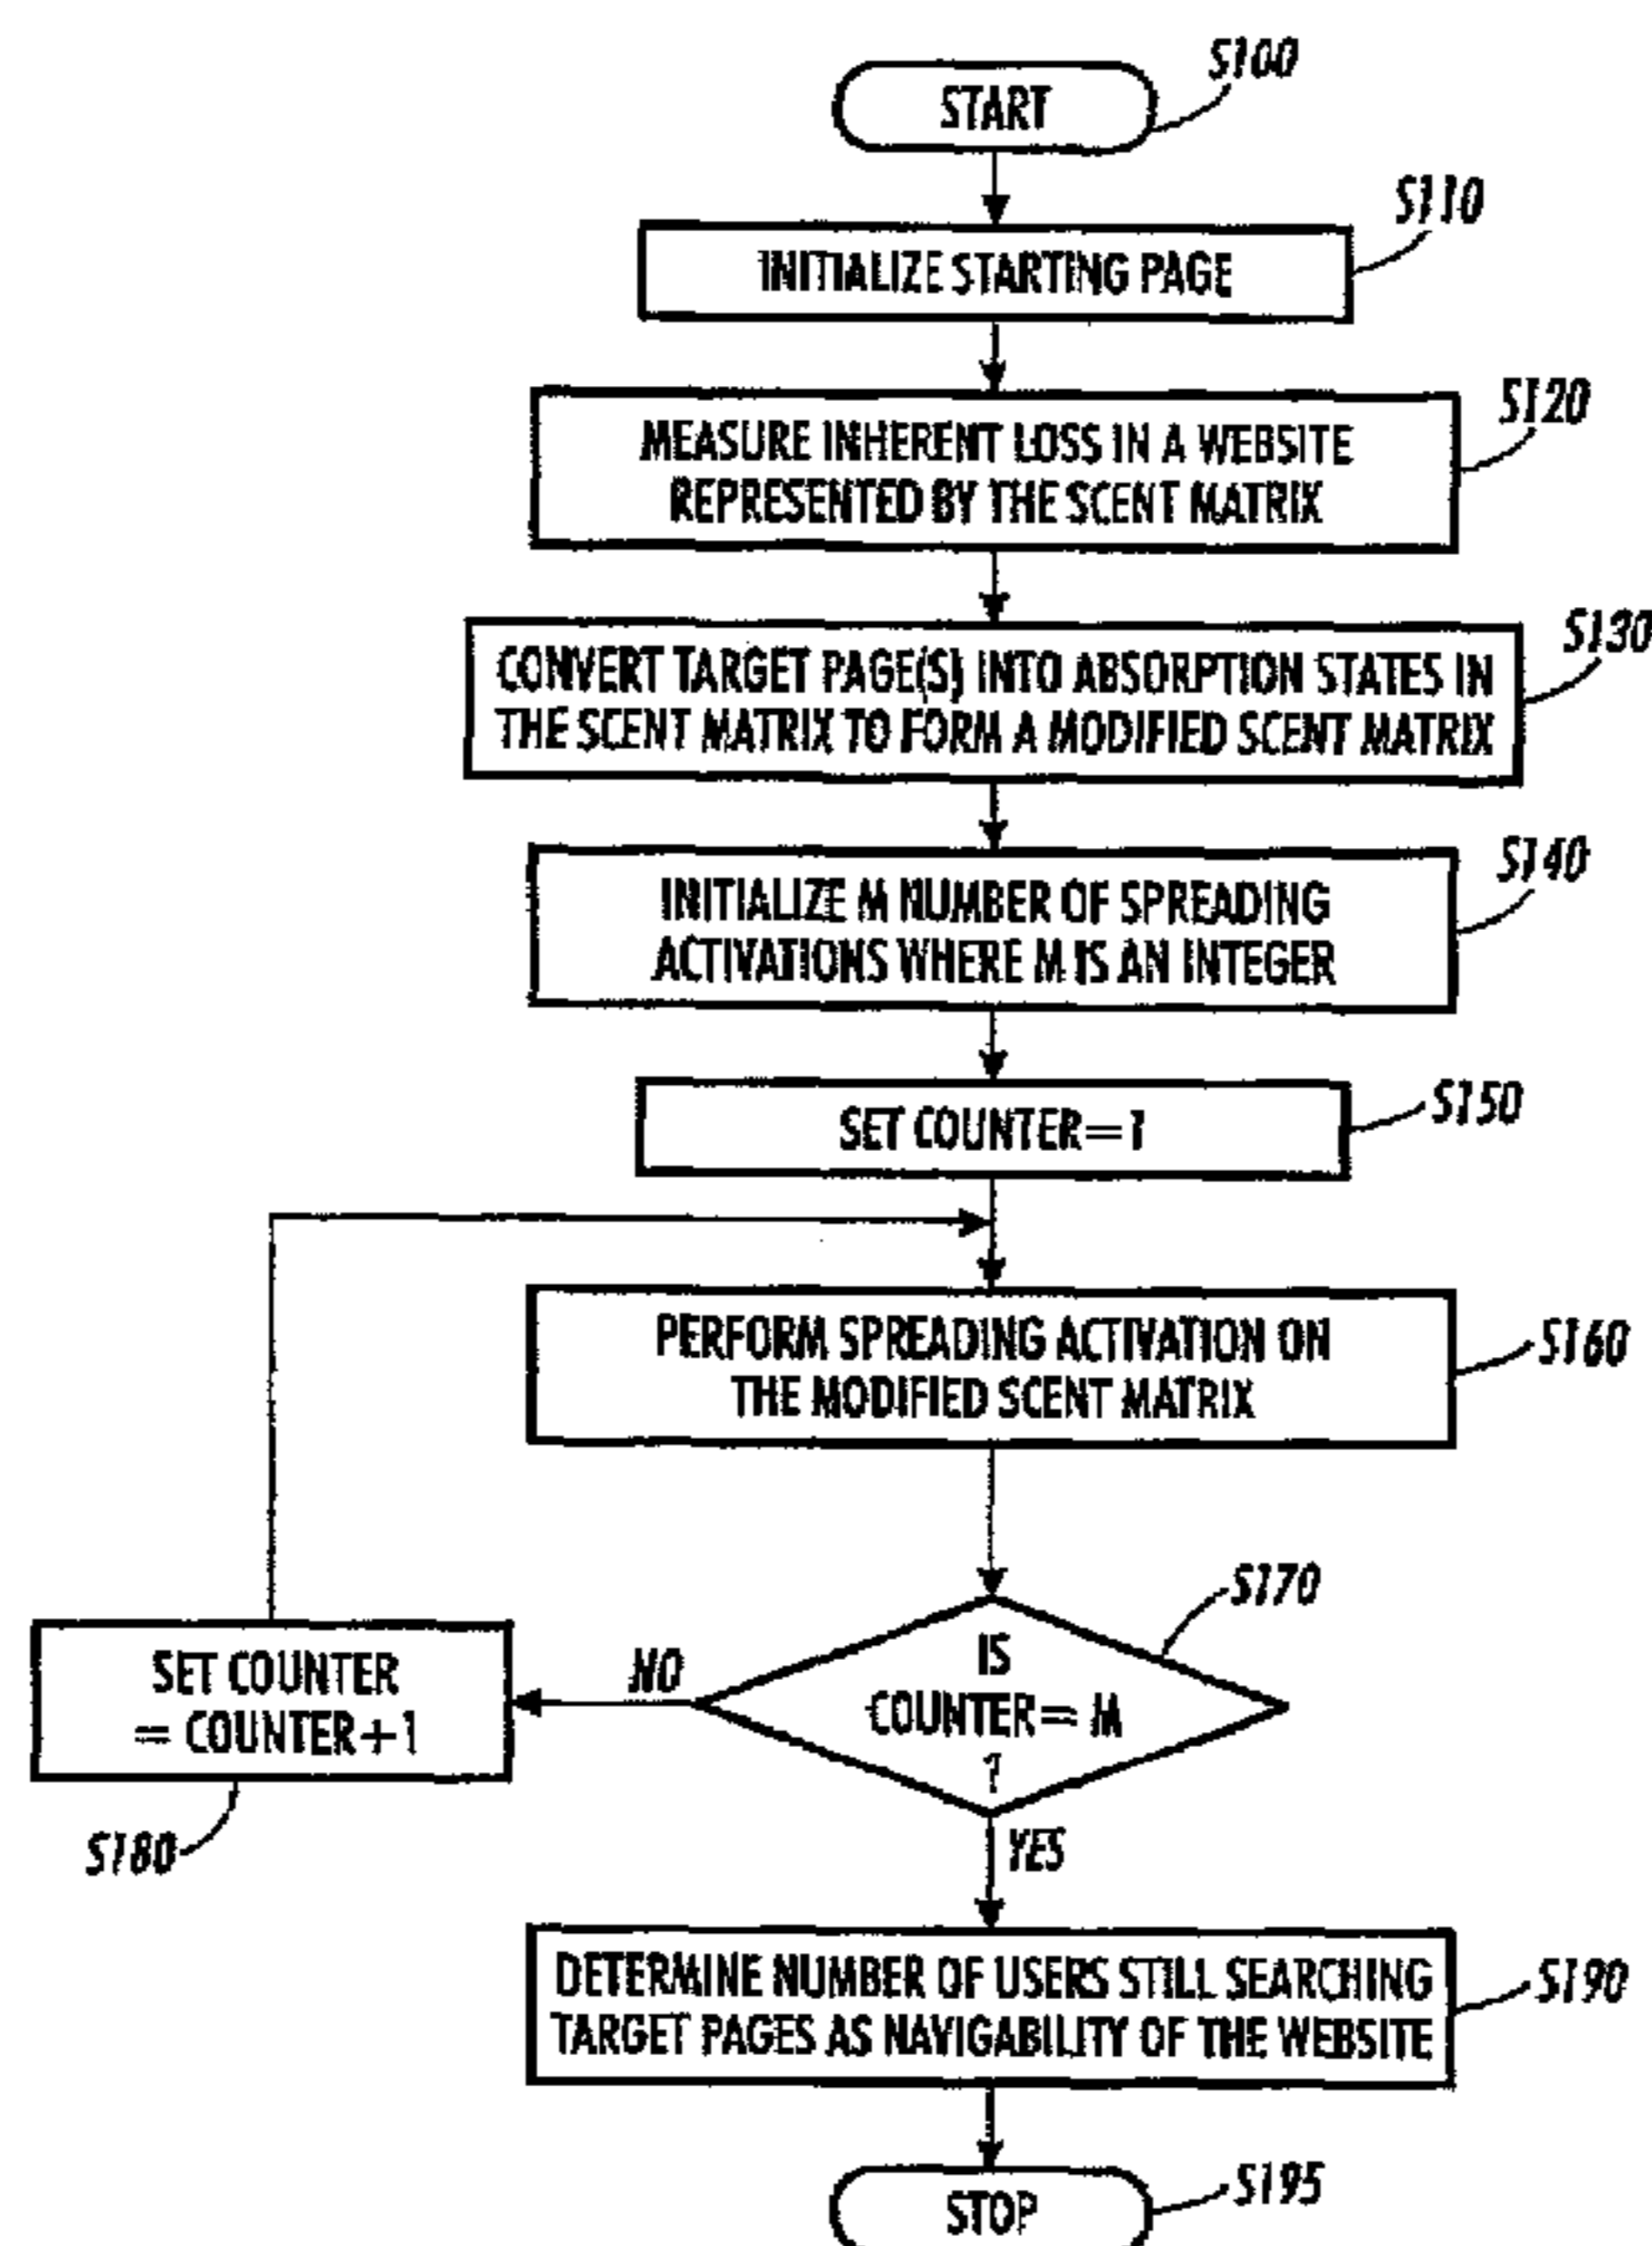 START
S100
INITIALIZE STARTING PAGE
S110
MEASURE INHERENT LOSS IN A WEBSITE
REPRESENTED BY THE SCENT MATRIX
S120
CONVERT TARGET PAGE(S) INTO ABSORPTION STATES IN
THE SCENT MATRIX TO FORM A MODIFIED SCENT MATRIX
S130
INITIALIZE M NUMBER OF SPREADING
ACTIVATIONS WHERE M IS AN INTEGER
S140
SET COUNTER=1
S150
PERFORM SPREADING ACTIVATION ON
THE MODIFIED SCENT MATRIX
S160
IS
COUNTER= M
?
S170
NO
SET COUNTER
= COUNTER+1
S180
YES
DETERMINE NUMBER OF USERS STILL SEARCHING
TARGET PAGES AS NAVIGABILITY OF THE WEBSITE
S190
STOP
S195